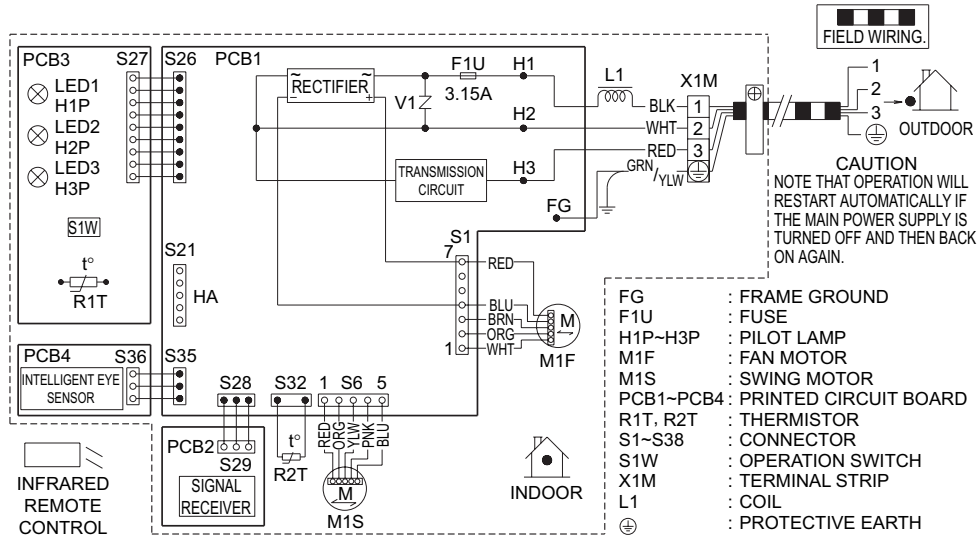 PCB3
S27
S26
PCB1
LED1
H1P
LED2
H2P
LED3
H3P
S1W
t°
R1T
S21
HA
~
~
RECTIFIER
−
+
V1
F1U
3.15A
H1
H2
H3
TRANSMISSION
CIRCUIT
FG
L1
X1M
BLK
1
WHT
2
RED
3
GRN
/YLW
FIELD WIRING.
1
2
3
OUTDOOR
CAUTION
NOTE THAT OPERATION WILL
RESTART AUTOMATICALLY IF
THE MAIN POWER SUPPLY IS
TURNED OFF AND THEN BACK
ON AGAIN.
S1
7
RED
BLU
BRN
ORG
1
WHT
M
M1F
PCB4
S36
S35
INTELLIGENT EYE
SENSOR
S28
S32
1
S6
5
RED
ORG
YLW
PNK
BLU
PCB2
S29
SIGNAL
RECEIVER
t°
R2T
M
M1S
INFRARED
REMOTE
CONTROL
INDOOR
FG : FRAME GROUND
F1U : FUSE
H1P~H3P : PILOT LAMP
M1F : FAN MOTOR
M1S : SWING MOTOR
PCB1~PCB4 : PRINTED CIRCUIT BOARD
R1T, R2T : THERMISTOR
S1~S38 : CONNECTOR
S1W : OPERATION SWITCH
X1M : TERMINAL STRIP
L1 : COIL
: PROTECTIVE EARTH